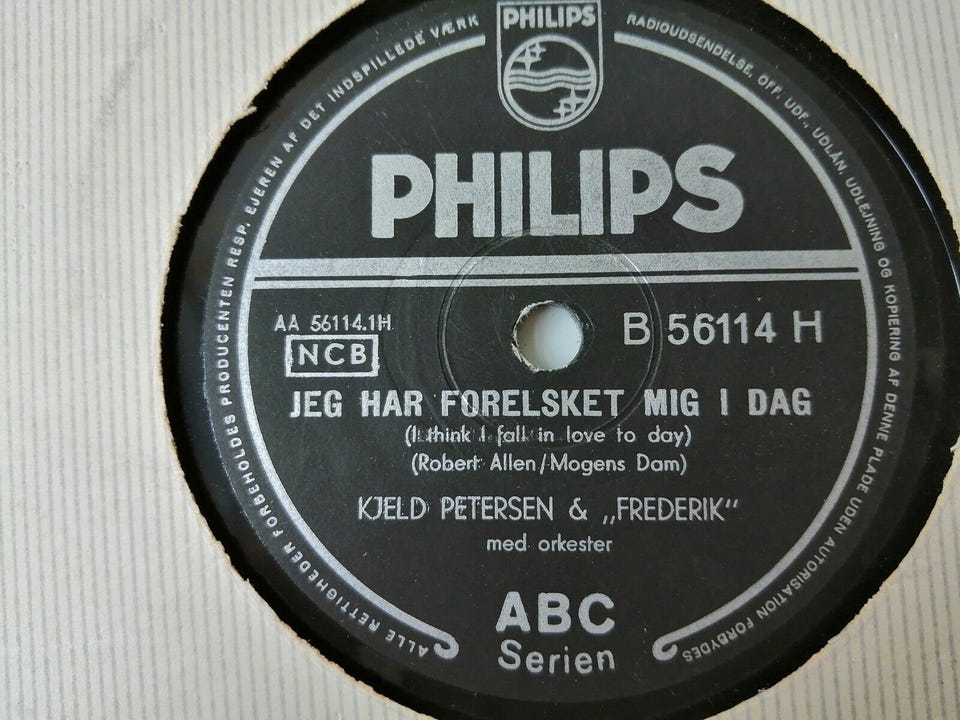 PHILIPS
ALLE RETTIGHEDER FORBEHOLDES PRODUCENTEN RESP. EJEREN AF DET INDSPILLEDE VÆRK
RADIOUDSENDELSE, OFF. UDF., UDLÅN, UDLEJNING OG KOPIERING AF DENNE PLADE UDEN AUTORISATION FORBYDES
PHILIPS
AA 56114.1H
NCB
B 56114 H
JEG HAR FORELSKET MIG I DAG
(I think I fall in love to day)
(Robert Allen/Mogens Dam)
KJELD PETERSEN & „FREDERIK“
med orkester
ABC
Serien